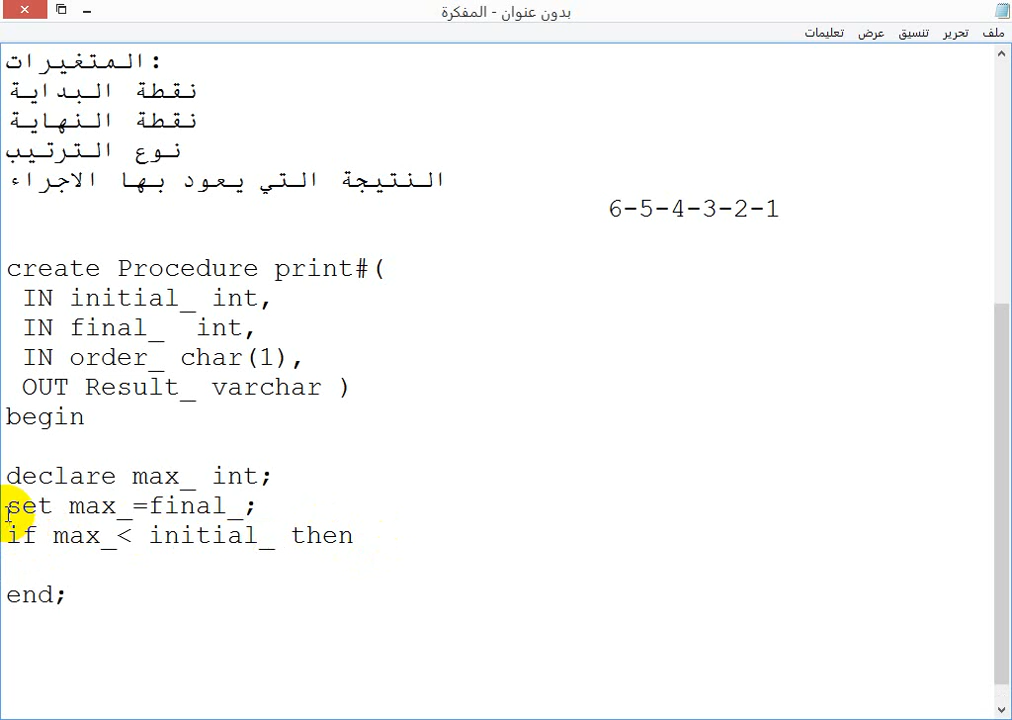 بدون عنوان - المفكرة
ملف تحرير تنسيق عرض تعليمات
المتغيرات:
نقطة البداية
نقطة النهاية
نوع الترتيب
النتيجة التي يعود بها الاجراء
6-5-4-3-2-1
create Procedure print#(
IN initial_ int,
IN final_  int,
IN order_ char(1),
OUT Result_ varchar )
begin
declare max_ int;
set max_=final_;
if max_< initial_ then
end;